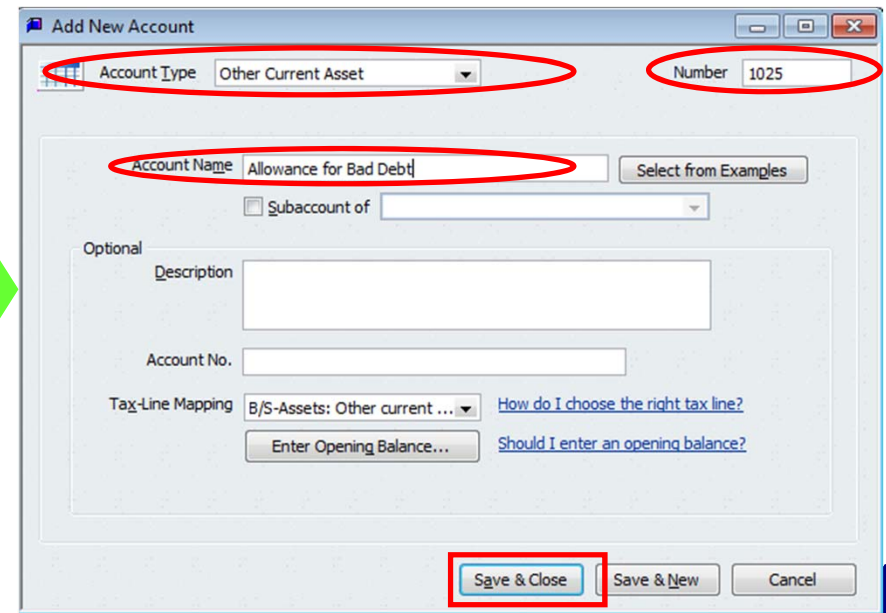 Add New Account
Account Type Other Current Asset Number 1025
Account Name Allowance for Bad Debt Select from Examples
Subaccount of
Optional
Description
Account No.
Tax-Line Mapping B/S-Assets: Other current ... How do I choose the right tax line?
Enter Opening Balance... Should I enter an opening balance?
Save & Close Save & New Cancel